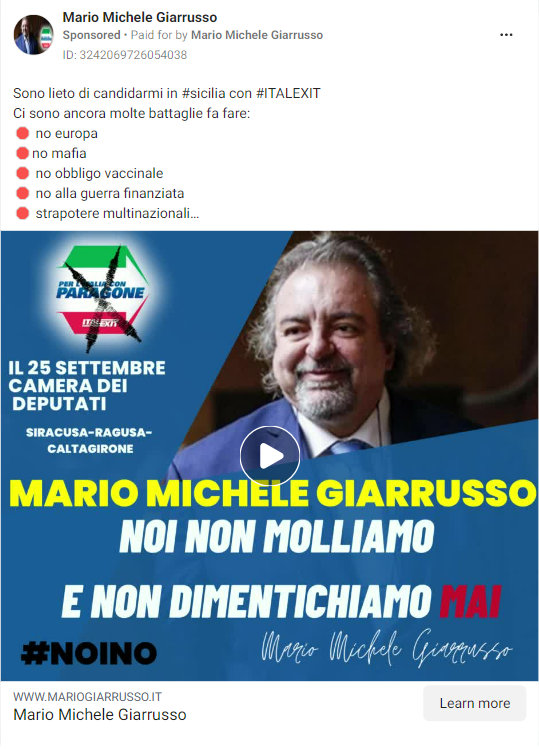 Mario Michele Giarrusso
Sponsored • Paid for by Mario Michele Giarrusso
ID: 3242069726054038
Sono lieto di candidarmi in #sicilia con #ITALEXIT
Ci sono ancora molte battaglie fa fare:
🛑 no europa
🛑 no mafia
🛑 no obbligo vaccinale
🛑 no alla guerra finanziata
🛑 strapotere multinazionali...
PER L'ITALIA CON
PARAGONE
ITALEXIT
IL 25 SETTEMBRE
CAMERA DEI
DEPUTATI
SIRACUSA-RAGUSA-
CALTAGIRONE
MARIO MICHELE GIARRUSSO
NOI NON MOLLIAMO
E NON DIMENTICHIAMO MAI
#NOINO
Mario Michele Giarrusso
WWW.MARIOGIARRUSSO.IT
Mario Michele Giarrusso
Learn more